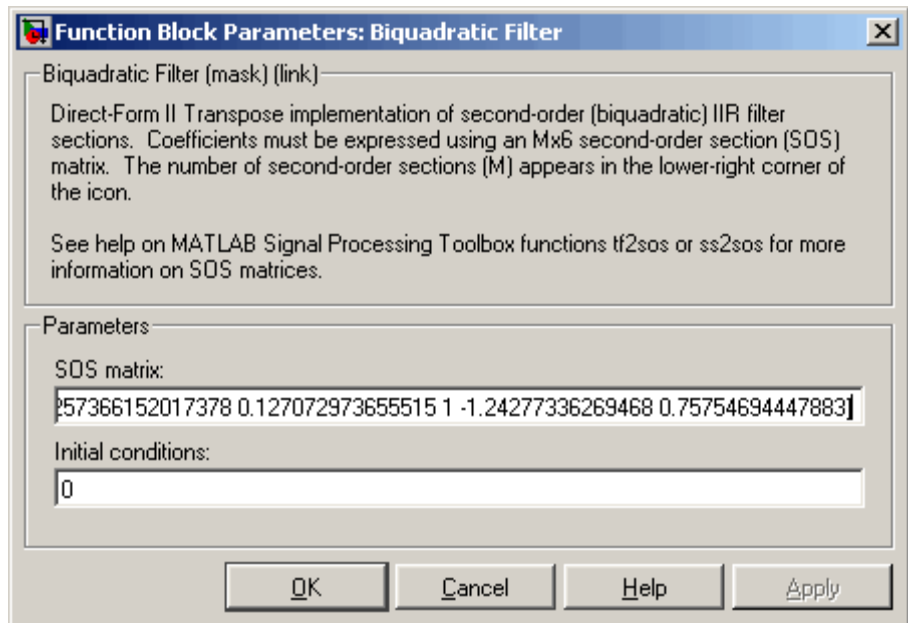 Function Block Parameters: Biquadratic Filter
Biquadratic Filter (mask) (link)
Direct-Form II Transpose implementation of second-order (biquadratic) IIR filter
sections.  Coefficients must be expressed using an Mx6 second-order section (SOS)
matrix.  The number of second-order sections (M) appears in the lower-right corner of
the icon.
See help on MATLAB Signal Processing Toolbox functions tf2sos or ss2sos for more
information on SOS matrices.
Parameters
SOS matrix:
257366152017378 0.127072973655515 1 -1.24277336269468 0.75754694447883]
Initial conditions:
0
OK
Cancel
Help
Apply